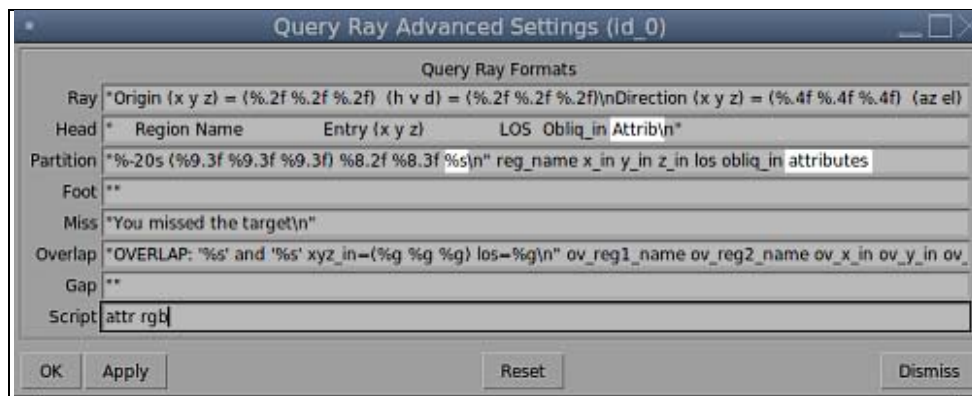 Query Ray Advanced Settings (id_0)
Query Ray Formats
Ray "Origin (x y z) = (%.2f %.2f %.2f)  (h v d) = (%.2f %.2f %.2f)\nDirection (x y z) = (%.4f %.4f %.4f)  (az el)
Head "   Region Name               Entry (x y z)              LOS  Obliq_in Attrib\n"
Partition "%-20s (%9.3f %9.3f %9.3f) %8.2f %8.3f %s\n" reg_name x_in y_in z_in los obliq_in attributes
Foot ""
Miss "You missed the target\n"
Overlap "OVERLAP: '%s' and '%s' xyz_in=(%g %g %g) los=%g\n" ov_reg1_name ov_reg2_name ov_x_in ov_y_in ov_
Gap ""
Script attr rgb
OK Apply Reset Dismiss